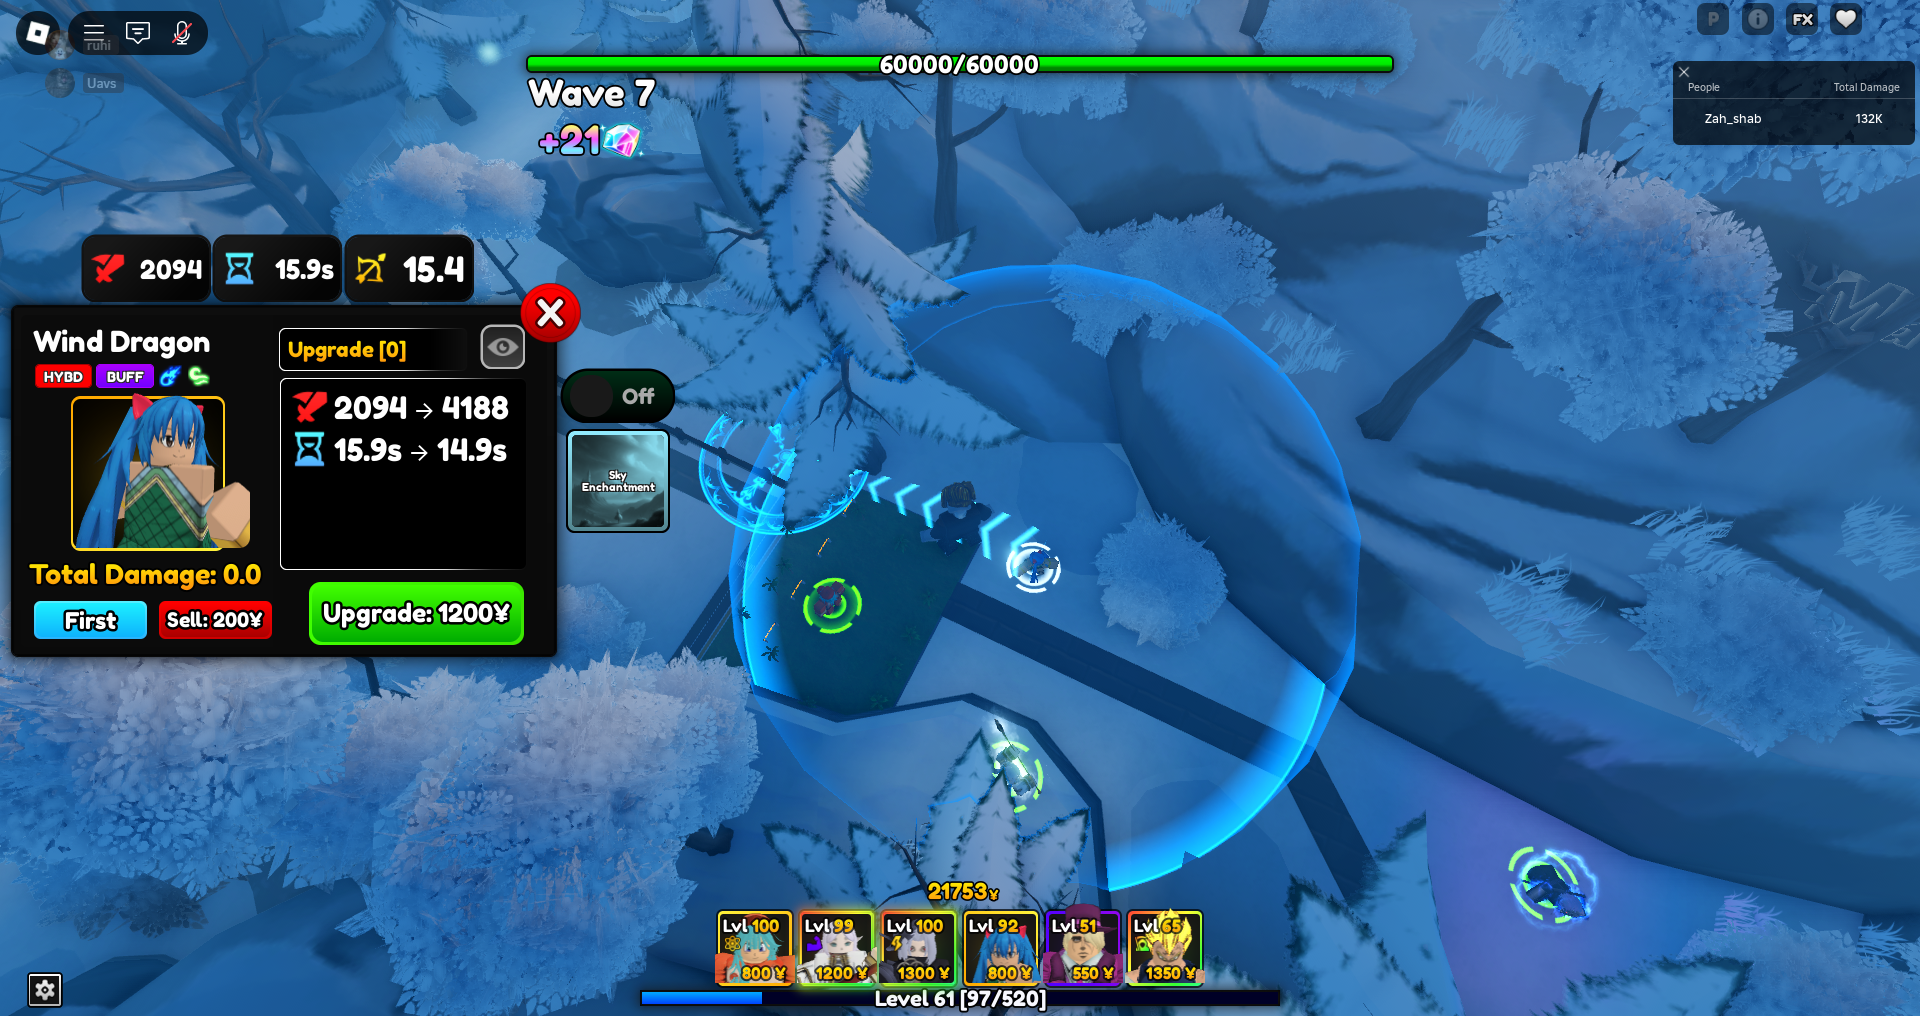 ruhi
Uavs
60000/60000
Wave 7
+21
P
FX
People Total Damage
Zah_shab 132K
2094 15.9s 15.4
Wind Dragon
HYBD BUFF
Upgrade [0]
2094 → 4188
15.9s → 14.9s
Total Damage: 0.0
First
Sell: 200¥
Upgrade: 1200¥
Off
Sky
Enchantment
21753¥
Lvl 100 Lvl 99 Lvl 100 Lvl 92 Lvl 51 Lvl 65
800 ¥ 1200 ¥ 1300 ¥ 800 ¥ 550 ¥ 1350 ¥
Level 61 [97/520]